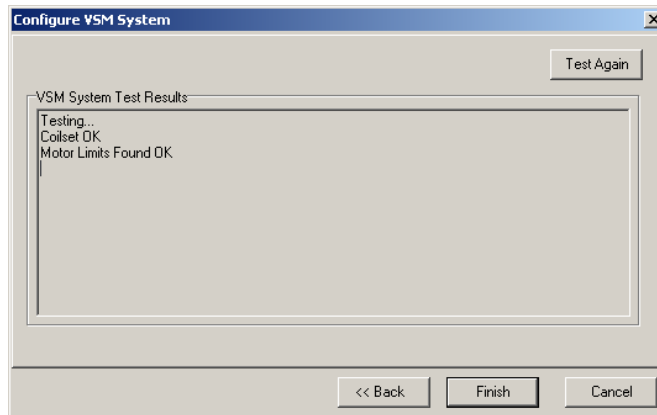 Configure VSM System
Test Again
VSM System Test Results
Testing...
Coilset OK
Motor Limits Found OK
<< Back
Finish
Cancel